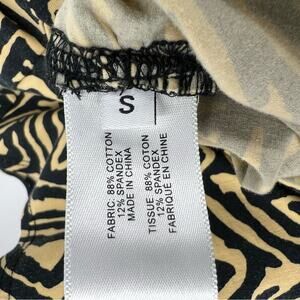 S
FABRIC: 88% COTTON
12% SPANDEX
MADE IN CHINA
TISSUE: 88% COTON
12% SPANDEX
FABRIQUÉ EN CHINE